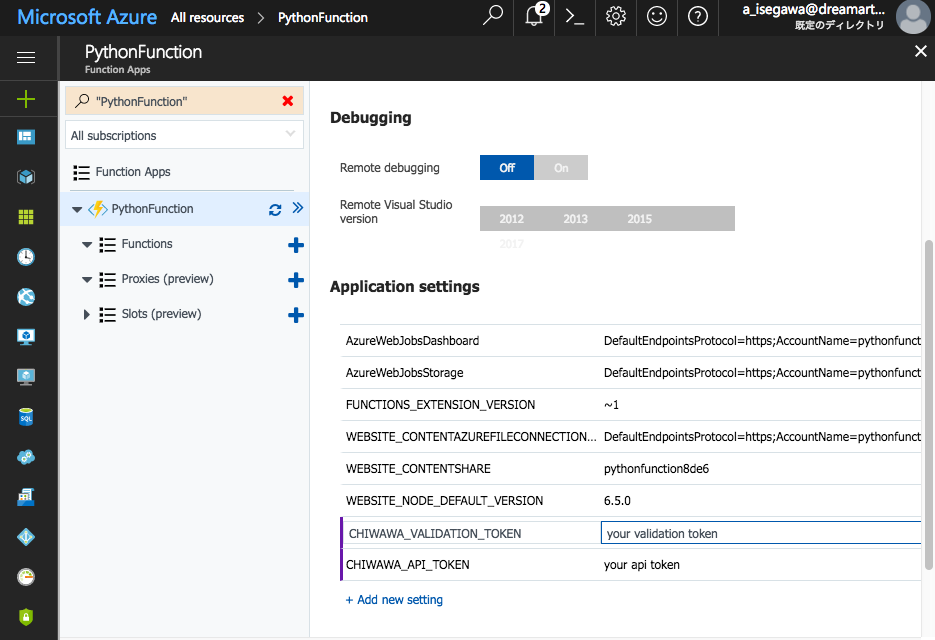 Microsoft Azure All resources > PythonFunction
2
a_isegawa@dreamart...
既定のディレクトリ
PythonFunction
Function Apps
"PythonFunction"
All subscriptions
Function Apps
PythonFunction
Functions
Proxies (preview)
Slots (preview)
SQL
Debugging
Remote debugging Off On
Remote Visual Studio
version
2012 2013 2015
2017
Application settings
AzureWebJobsDashboard DefaultEndpointsProtocol=https;AccountName=pythonfunct
AzureWebJobsStorage DefaultEndpointsProtocol=https;AccountName=pythonfunct
FUNCTIONS_EXTENSION_VERSION ~1
WEBSITE_CONTENTAZUREFILECONNECTION... DefaultEndpointsProtocol=https;AccountName=pythonfunct
WEBSITE_CONTENTSHARE pythonfunction8de6
WEBSITE_NODE_DEFAULT_VERSION 6.5.0
CHIWAWA_VALIDATION_TOKEN your validation token
CHIWAWA_API_TOKEN your api token
+ Add new setting